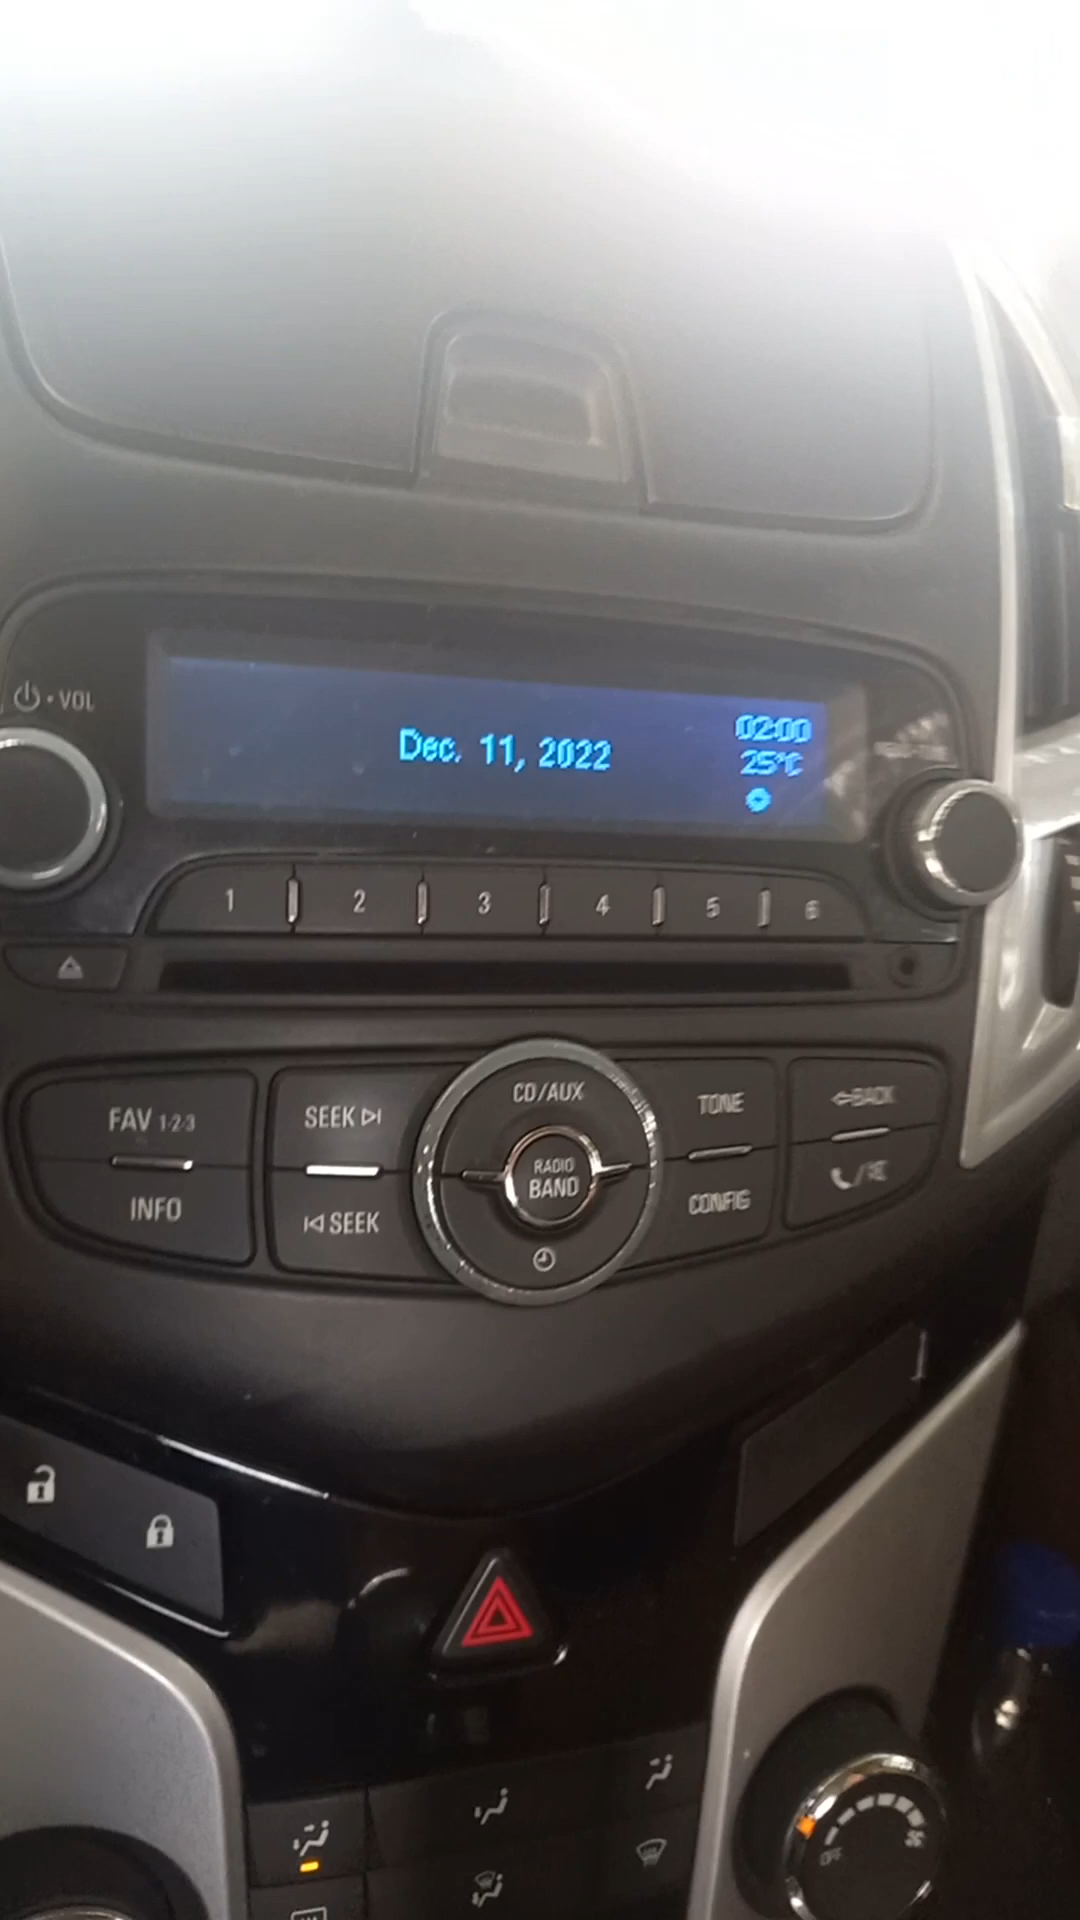 02:00
VOL
Dec. 11, 2022
25°C
1 2 3 4 5 6
CD/AUX
FAV 1-2-3
SEEK
TONE
BACK
RADIO
BAND
INFO
SEEK
CONFIG
OFF